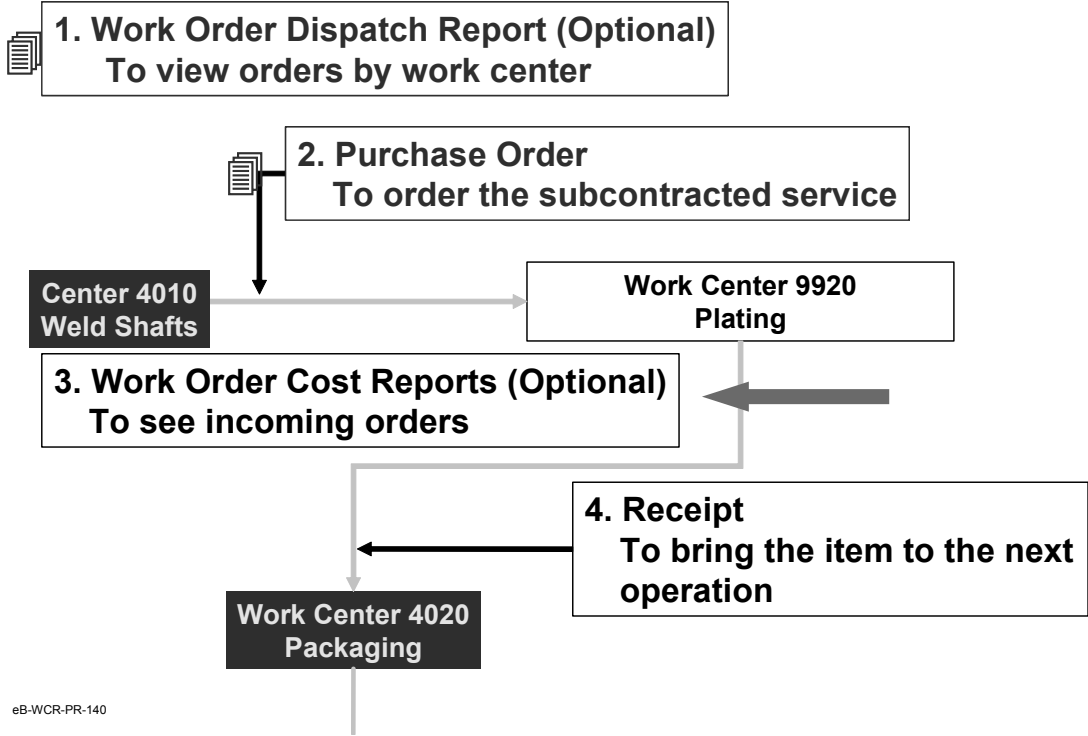 1. Work Order Dispatch Report (Optional)
To view orders by work center
2. Purchase Order
To order the subcontracted service
Center 4010
Weld Shafts
Work Center 9920
Plating
3. Work Order Cost Reports (Optional)
To see incoming orders
4. Receipt
To bring the item to the next
operation
Work Center 4020
Packaging
eB-WCR-PR-140